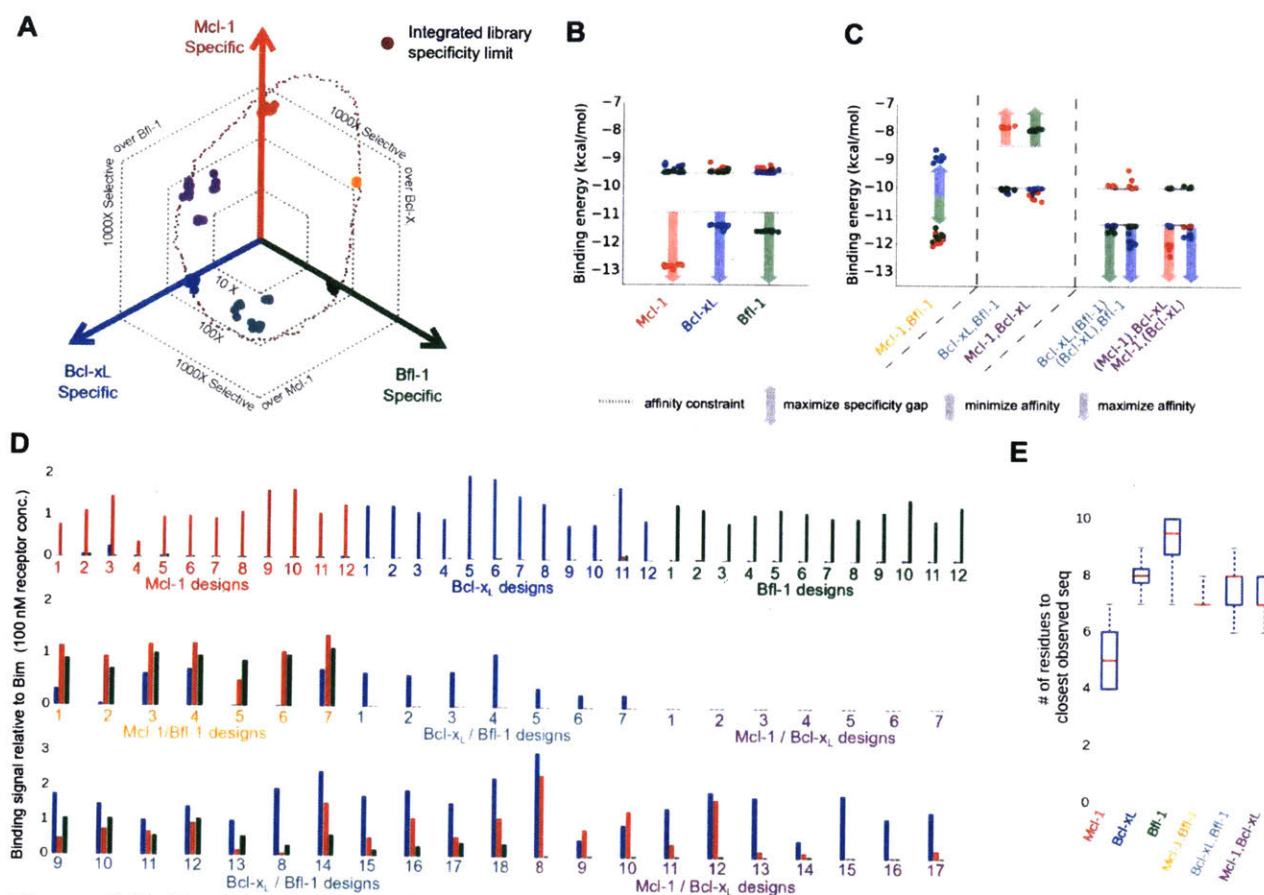 A
Mcl-1
Specific
Integrated library
specificity limit
1000X Selective
over Bfl-1
1000X Selective
over Bcl-X
10 X
100X
1000X Selective
over Mcl-1
Bcl-xL
Specific
Bfl-1
Specific
B
Binding energy (kcal/mol)
−7
−8
−9
−10
−11
−12
−13
Mcl-1
Bcl-xL
Bfl-1
C
Binding energy (kcal/mol)
−7
−8
−9
−10
−11
−12
−13
Mcl-1,Bfl-1
Bcl-xL,Bfl-1
Mcl-1,Bcl-xL
Bcl-xL,(Bfl-1)
(Bcl-xL),Bfl-1
(Mcl-1),Bcl-xL
Mcl-1,(Bcl-xL)
affinity constraint
maximize specificity gap
minimize affinity
maximize affinity
D
Binding signal relative to Bim (100 nM receptor conc.)
2
1
0
1 2 3 4 5 6 7 8 9 10 11 12 1 2 3 4 5 6 7 8 9 10 11 12 1 2 3 4 5 6 7 8 9 10 11 12
Mcl-1 designs Bcl-xL designs Bfl-1 designs
2
1
0
1 2 3 4 5 6 7 1 2 3 4 5 6 7 1 2 3 4 5 6 7
Mcl-1/Bfl-1 designs Bcl-xL / Bfl-1 designs Mcl-1 / Bcl-xL designs
2
1
0
9 10 11 12 13 8 14 15 16 17 18 8 9 10 11 12 13 14 15 16 17
Bcl-xL / Bfl-1 designs Mcl-1 / Bcl-xL designs
E
# of residues to
closest observed seq
10
8
6
4
2
0
Mcl-1
Bcl-xL
Bfl-1
Mcl-1,Bfl-1
Bcl-xL,Bfl-1
Mcl-1,Bcl-xL